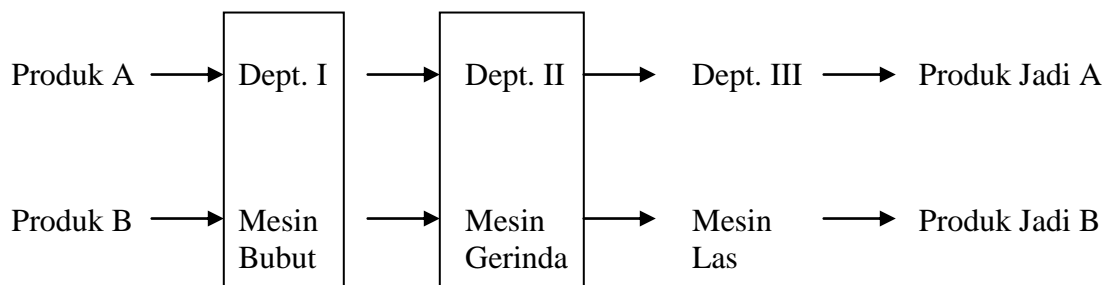 Produk A Dept. I Dept. II Dept. III Produk Jadi A
Produk B Mesin Mesin Mesin Produk Jadi B
Bubut Gerinda Las